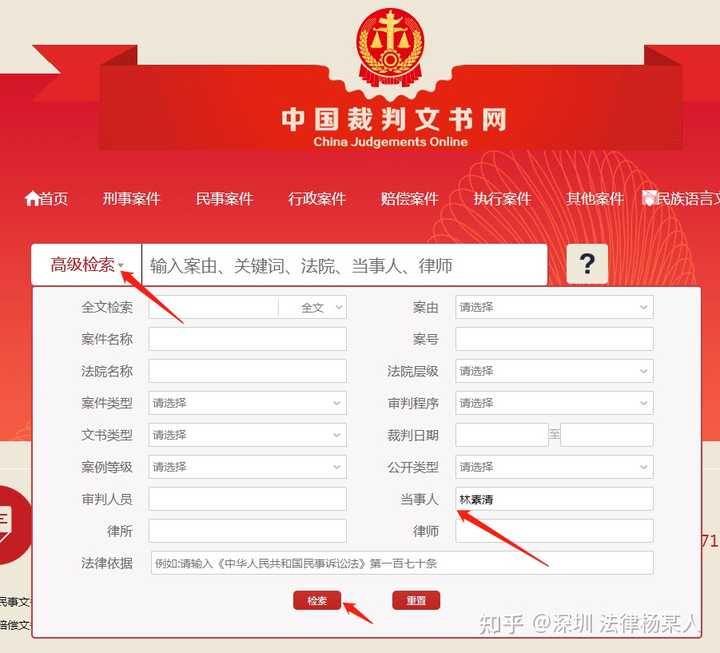 中国裁判文书网
China Judgements Online
首页 刑事案件 民事案件 行政案件 赔偿案件 执行案件 其他案件 民族语言文
高级检索 输入案由、关键词、法院、当事人、律师 ?
全文检索 全文 案由 请选择
案件名称 案号
法院名称 法院层级 请选择
案件类型 请选择 审判程序 请选择
文书类型 请选择 裁判日期 至
案例等级 请选择 公开类型 请选择
审判人员 当事人 林素清
律所 律师
71
法律依据 例如:请输入《中华人民共和国民事诉讼法》第一百七十条
检索 重置
民事文
赔偿文
知乎 @深圳 法律杨某人